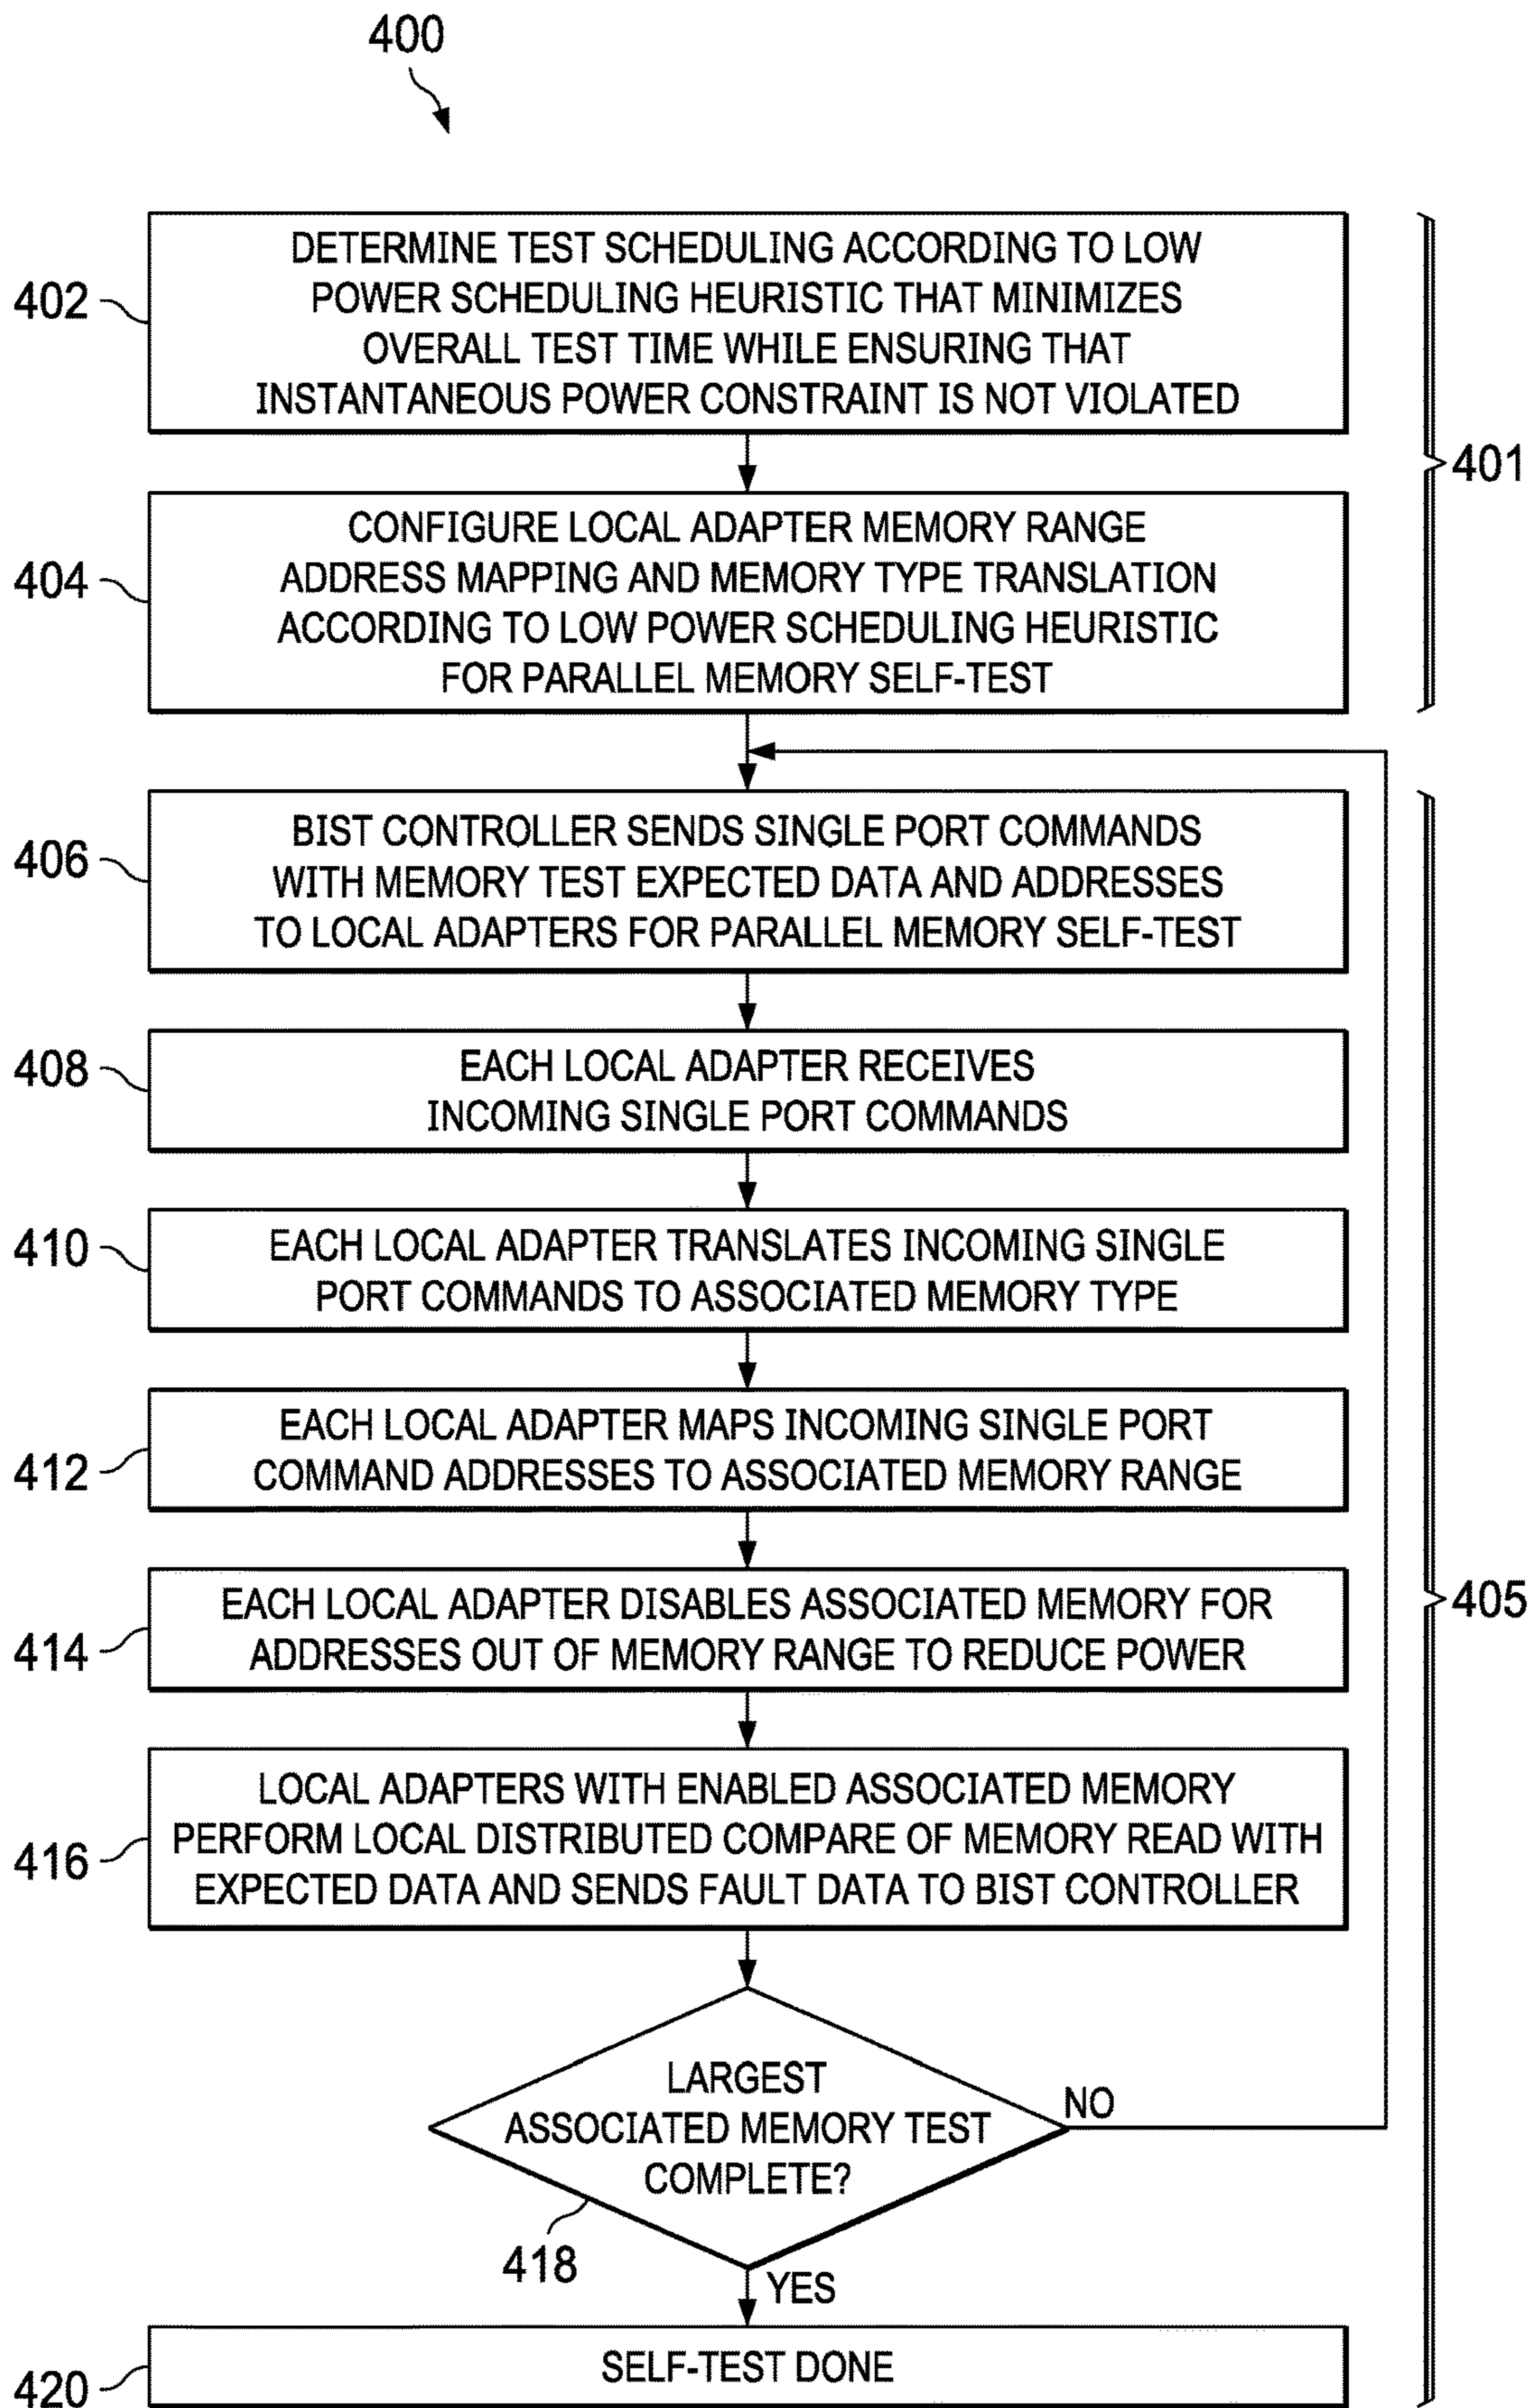 400
DETERMINE TEST SCHEDULING ACCORDING TO LOW
POWER SCHEDULING HEURISTIC THAT MINIMIZES
OVERALL TEST TIME WHILE ENSURING THAT
INSTANTANEOUS POWER CONSTRAINT IS NOT VIOLATED
402
401
CONFIGURE LOCAL ADAPTER MEMORY RANGE
ADDRESS MAPPING AND MEMORY TYPE TRANSLATION
ACCORDING TO LOW POWER SCHEDULING HEURISTIC
FOR PARALLEL MEMORY SELF-TEST
404
BIST CONTROLLER SENDS SINGLE PORT COMMANDS
WITH MEMORY TEST EXPECTED DATA AND ADDRESSES
TO LOCAL ADAPTERS FOR PARALLEL MEMORY SELF-TEST
406
EACH LOCAL ADAPTER RECEIVES
INCOMING SINGLE PORT COMMANDS
408
EACH LOCAL ADAPTER TRANSLATES INCOMING SINGLE
PORT COMMANDS TO ASSOCIATED MEMORY TYPE
410
EACH LOCAL ADAPTER MAPS INCOMING SINGLE PORT
COMMAND ADDRESSES TO ASSOCIATED MEMORY RANGE
412
EACH LOCAL ADAPTER DISABLES ASSOCIATED MEMORY FOR
ADDRESSES OUT OF MEMORY RANGE TO REDUCE POWER
414
405
LOCAL ADAPTERS WITH ENABLED ASSOCIATED MEMORY
PERFORM LOCAL DISTRIBUTED COMPARE OF MEMORY READ WITH
EXPECTED DATA AND SENDS FAULT DATA TO BIST CONTROLLER
416
LARGEST
ASSOCIATED MEMORY TEST
COMPLETE?
NO
418
YES
SELF-TEST DONE
420